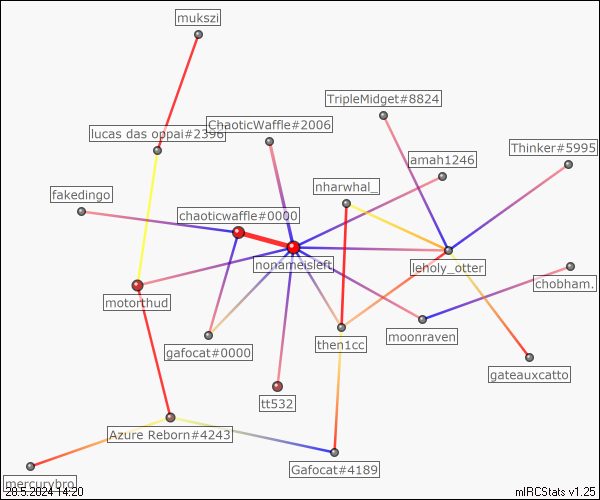 mukszi
TripleMidget#8824
ChaoticWaffle#2006
lucas das oppai#2396
Thinker#5995
amah1246
nharwhal_
fakedingo
chaoticwaffle#0000
nonameisleft
leholy_otter
chobham.
motorthud
moonraven
then1cc
gafocat#0000
gateauxcatto
tt532
Azure Reborn#4243
Gafocat#4189
mercurybro
20.5.2024 14:20
mIRCStats v1.25